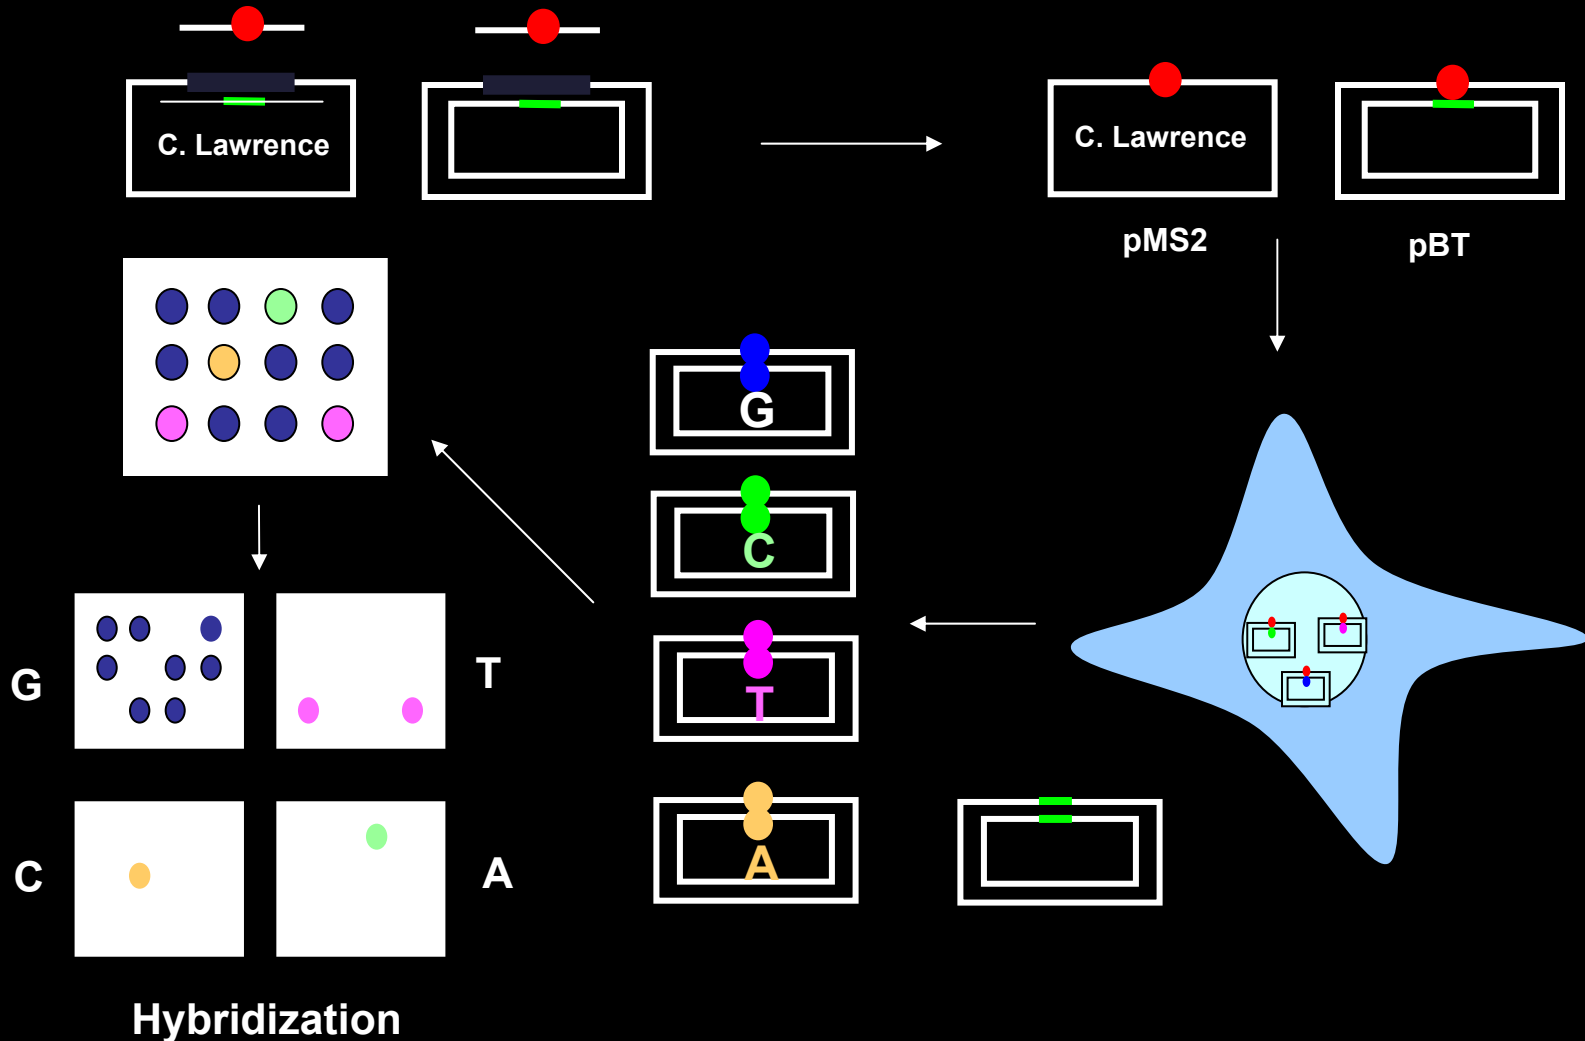 C. Lawrence
C. Lawrence
pMS2
pBT
G
C
T
A
G
T
C
A
Hybridization